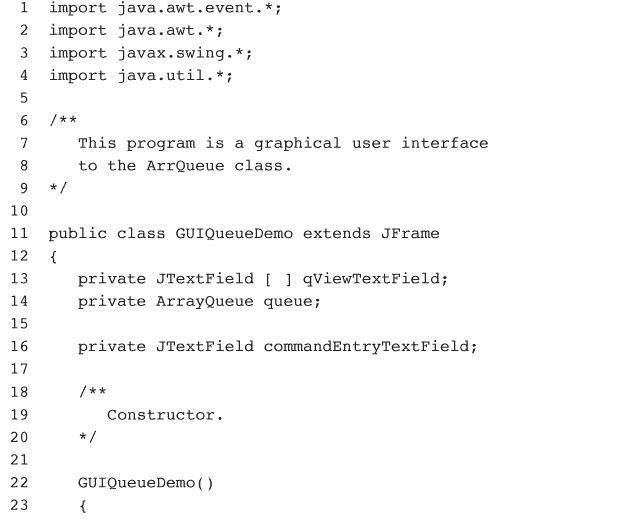 1 import java.awt.event.*;
2 import java.awt.*;
3 import javax.swing.*;
4 import java.util.*;
5
6 /**
7 This program is a graphical user interface
8 to the ArrQueue class.
9 */
10
11 public class GUIQueueDemo extends JFrame
12 {
13 private JTextField [ ] qViewTextField;
14 private ArrayQueue queue;
15
16 private JTextField commandEntryTextField;
17
18 /**
19 Constructor.
20 */
21
22 GUIQueueDemo()
23 {